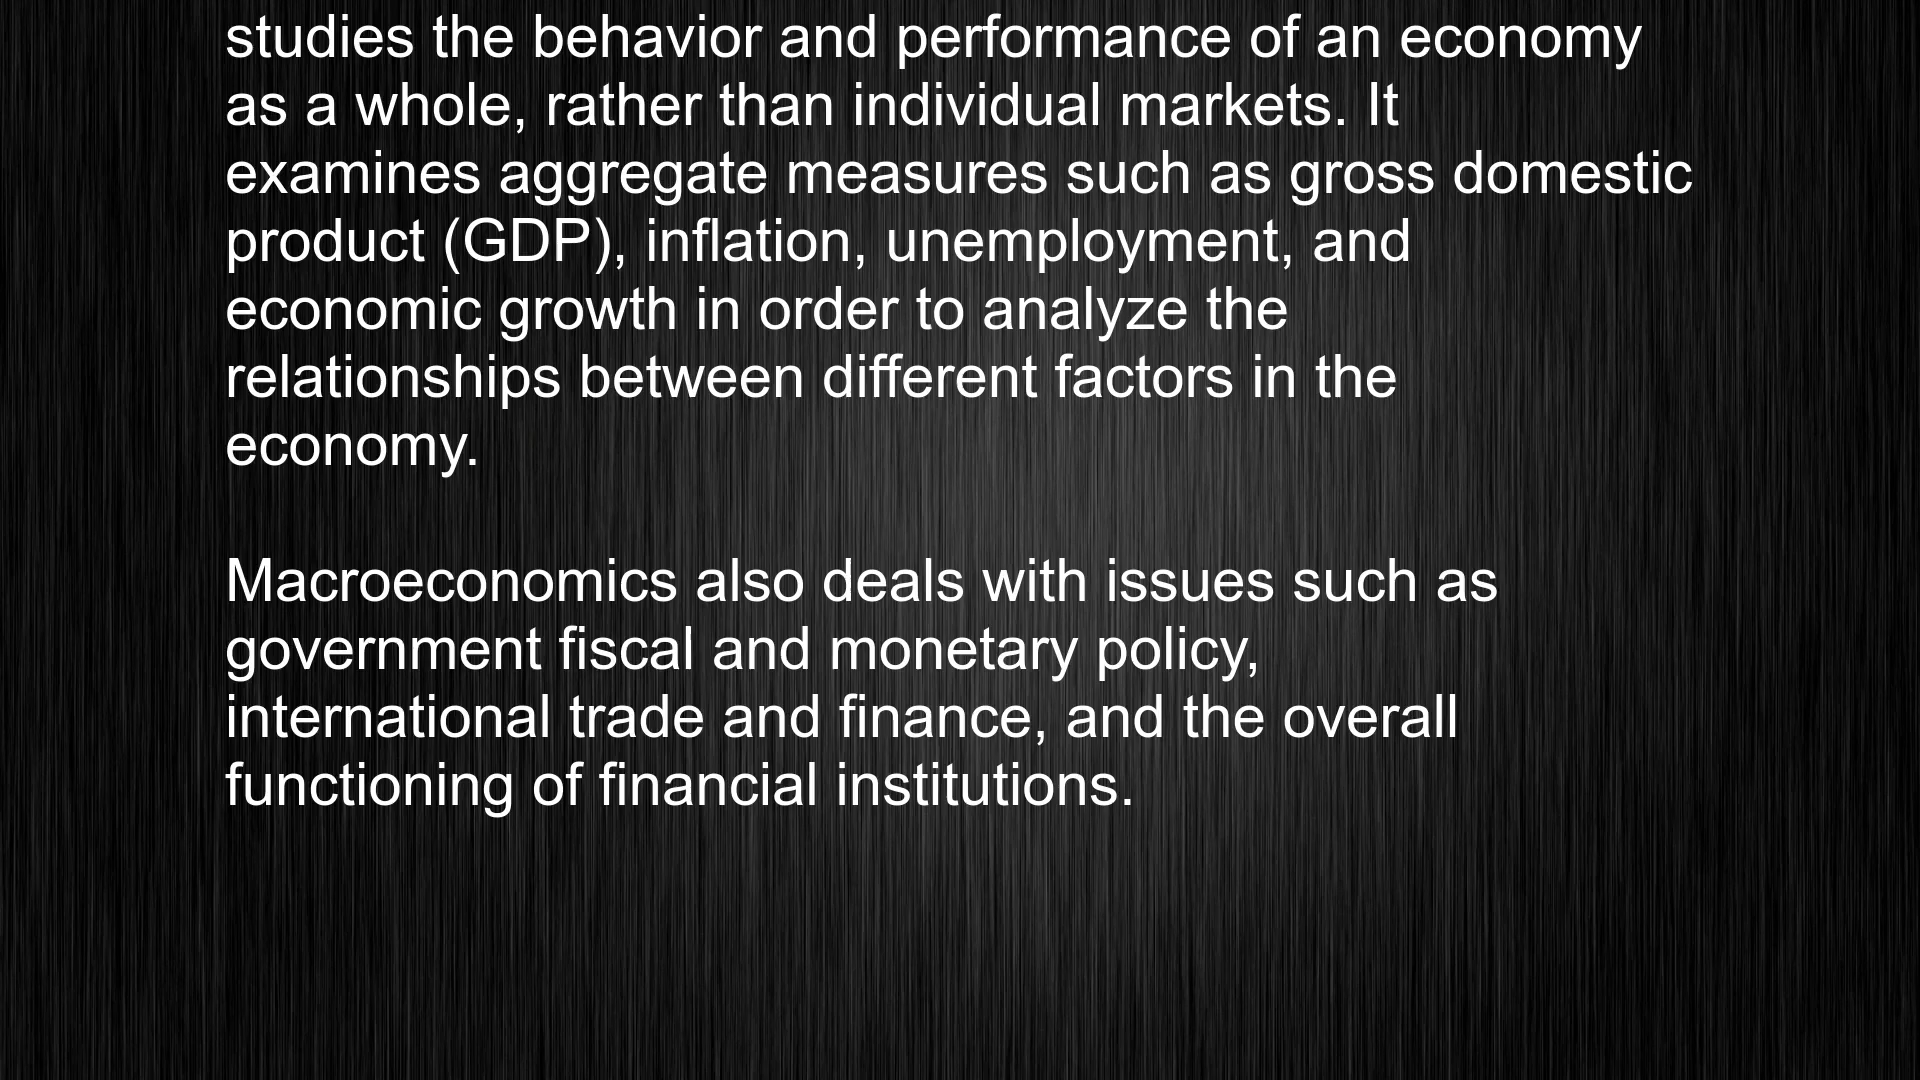 studies the behavior and performance of an economy
as a whole, rather than individual markets. It
examines aggregate measures such as gross domestic
product (GDP), inflation, unemployment, and
economic growth in order to analyze the
relationships between different factors in the
economy.
Macroeconomics also deals with issues such as
government fiscal and monetary policy,
international trade and finance, and the overall
functioning of financial institutions.